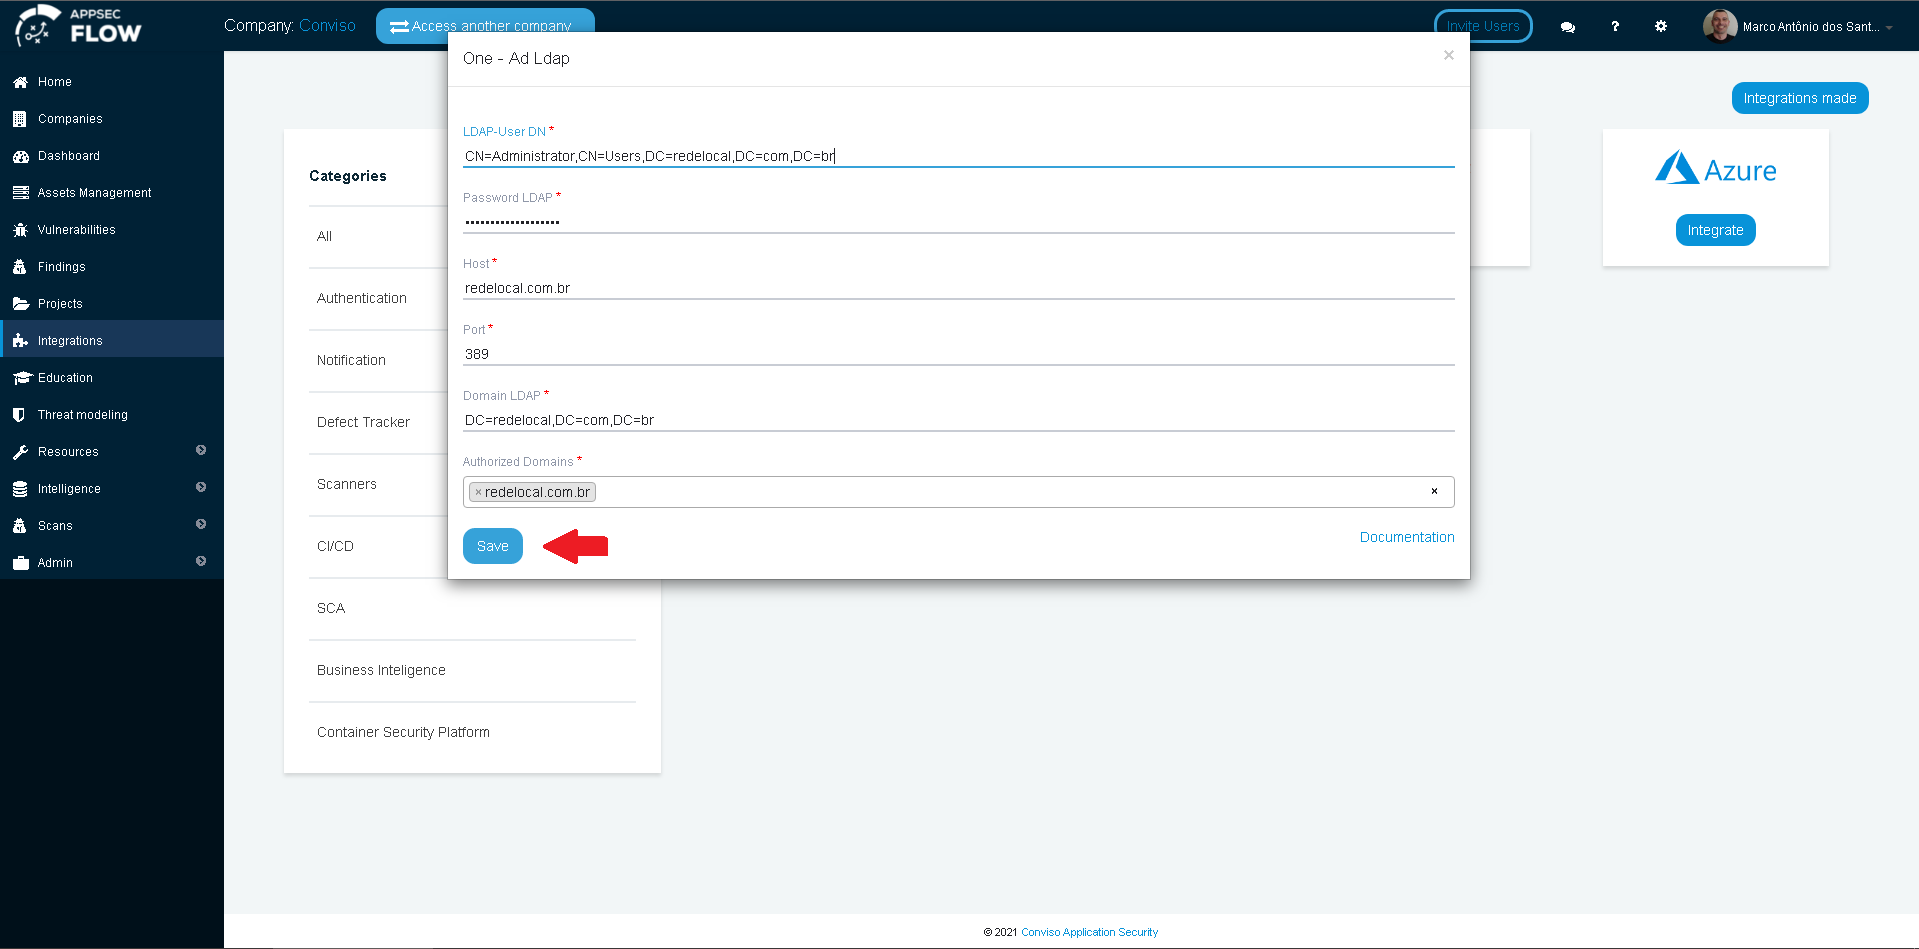 APPSEC
FLOW
Company: Conviso
Access another company
Invite Users
?
Marco Antônio dos Sant...
Home
Companies
Dashboard
Assets Management
Vulnerabilities
Findings
Projects
Integrations
Education
Threat modeling
Resources
Intelligence
Scans
Admin
Integrations made
Categories
All
Authentication
Notification
Defect Tracker
Scanners
CI/CD
SCA
Business Inteligence
Container Security Platform
One - Ad Ldap
×
LDAP-User DN *
CN=Administrator,CN=Users,DC=redelocal,DC=com,DC=br
Password LDAP *
•••••••••••••••••••
Host *
redelocal.com.br
Port *
389
Domain LDAP *
DC=redelocal,DC=com,DC=br
Authorized Domains *
× redelocal.com.br ×
Save
Documentation
Azure
Integrate
© 2021 Conviso Application Security